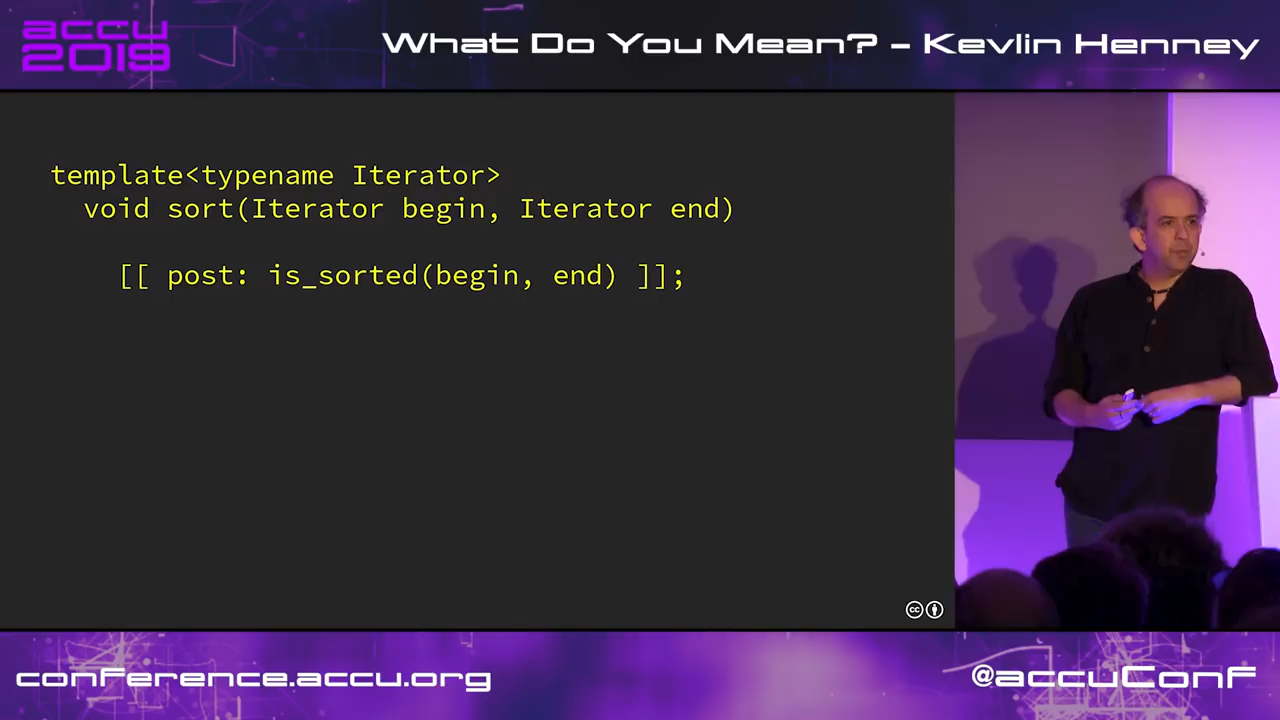 accu
2019
What Do You Mean? – Kevlin Henney
template<typename Iterator>
void sort(Iterator begin, Iterator end)
[[ post: is_sorted(begin, end) ]];
cc
conference.accu.org
@accuConf